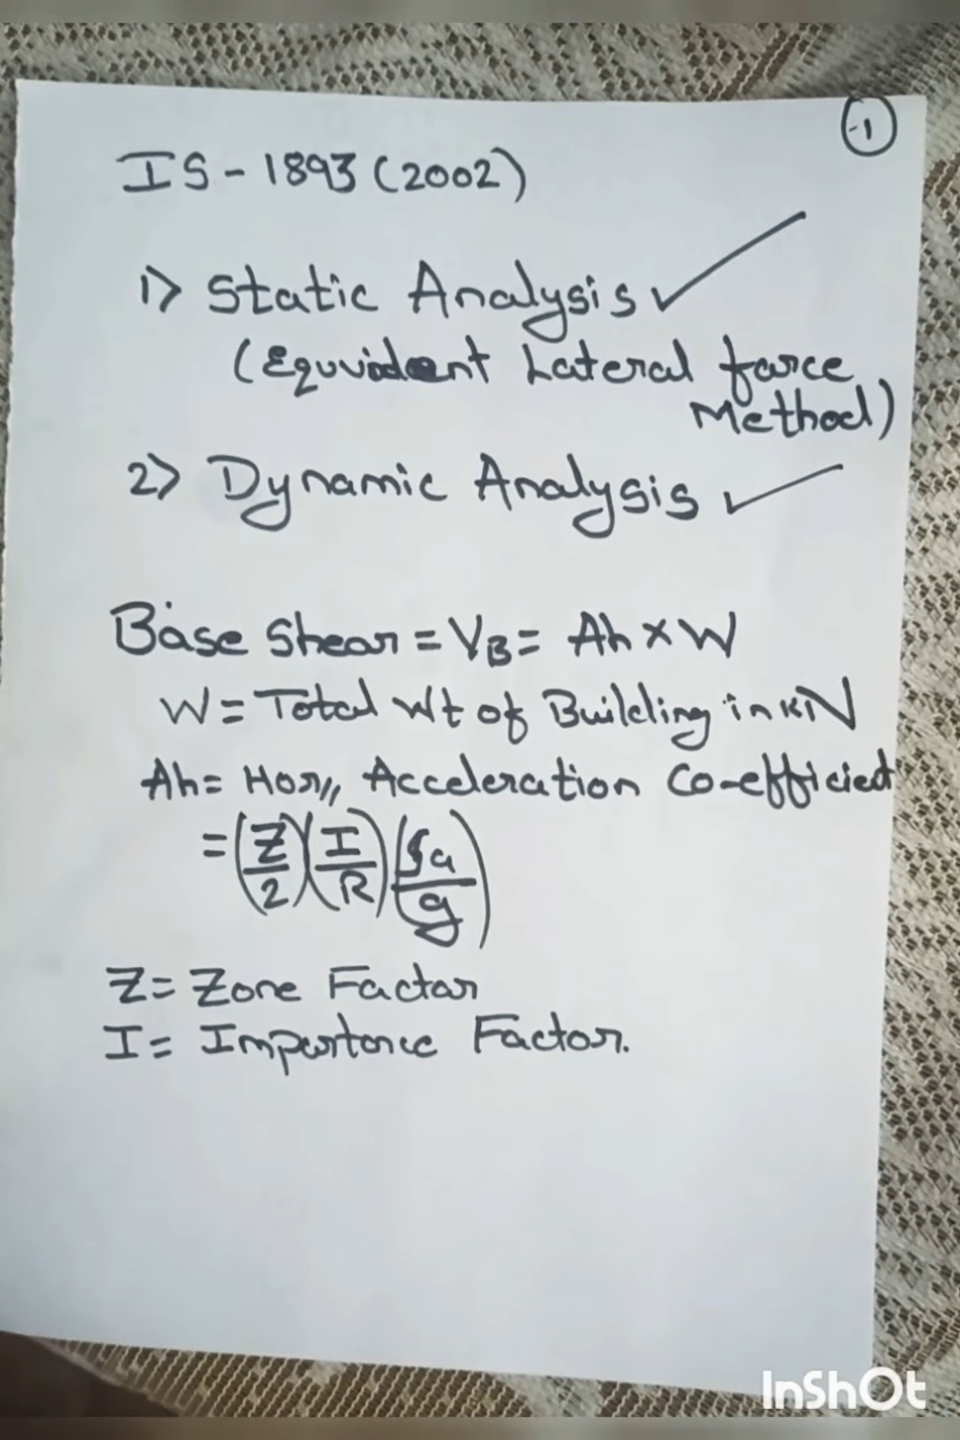 -1
IS - 1893 (2002)
1> Static Analysis ✓
(Equvident Lateral force
Method)
2> Dynamic Analysis ✓
Base Shear = VB = Ah × W
W = Total Wt of Building in kN
Ah = Hor// Acceleration Co-efficient
= (Z/2)(I/R)(Sa/g)
Z = Zone Factor
I = Importance Factor.
InShOt